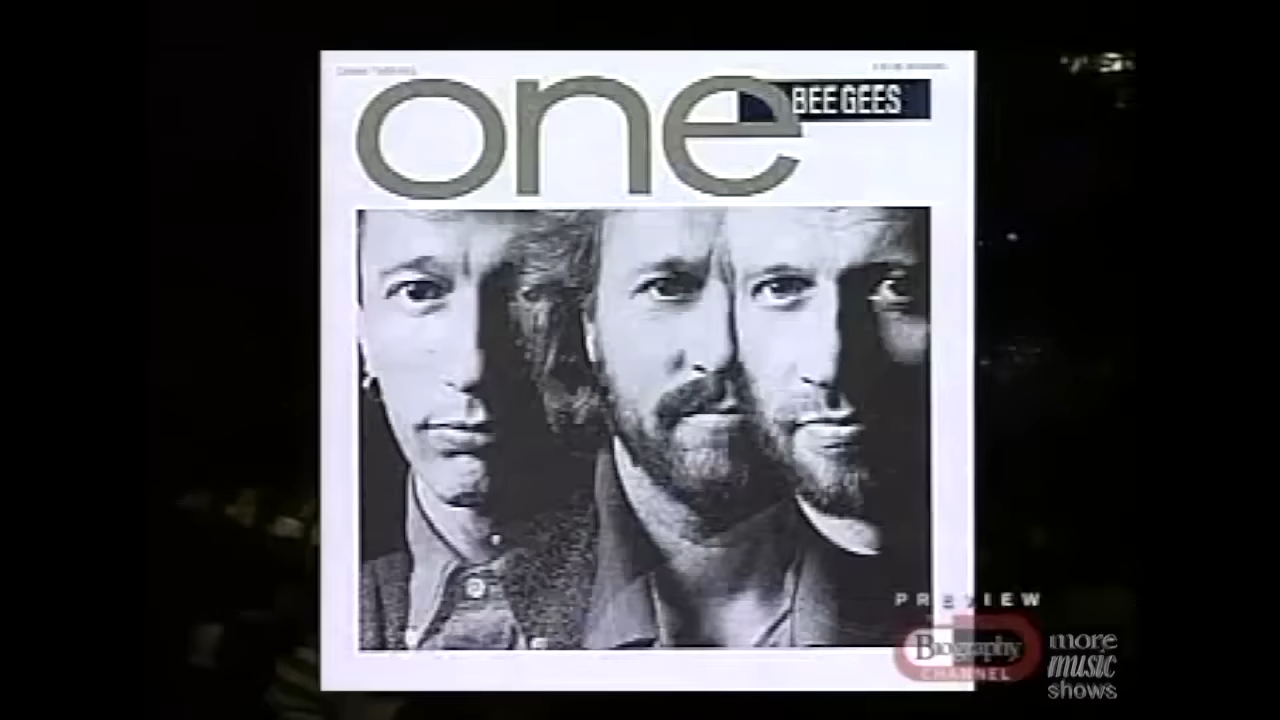 one
BEE GEES
PREVIEW
Biography
CHANNEL
more
music
shows